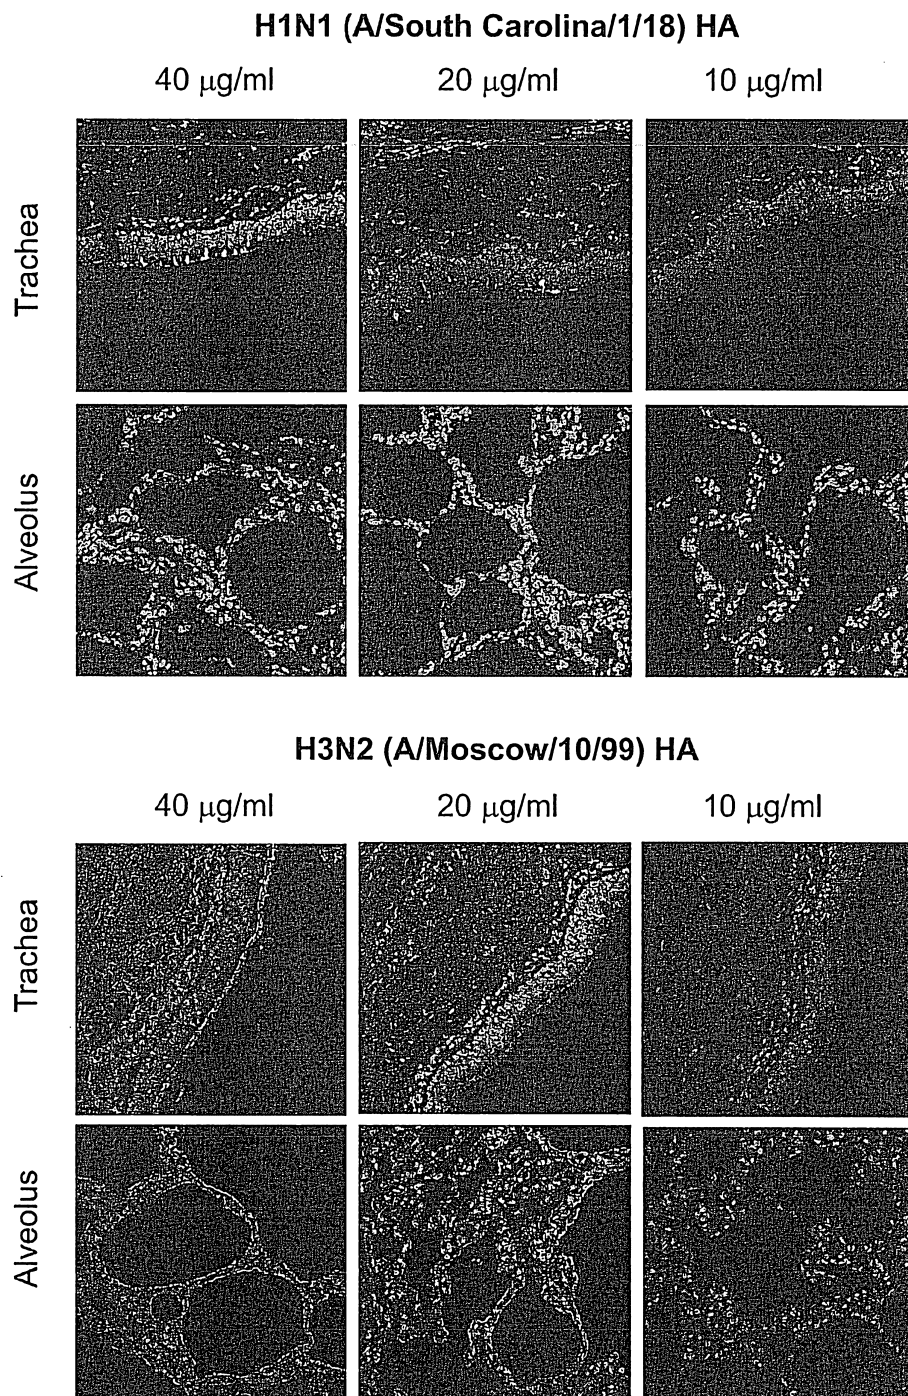 H1N1 (A/South Carolina/1/18) HA
40 μg/ml 20 μg/ml 10 μg/ml
Trachea
Alveolus
H3N2 (A/Moscow/10/99) HA
40 μg/ml 20 μg/ml 10 μg/ml
Trachea
Alveolus